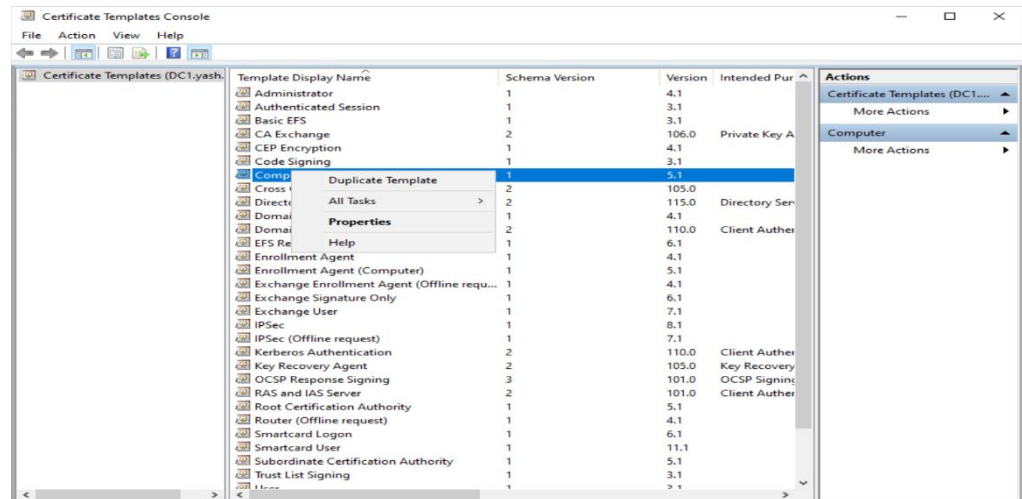 Certificate Templates Console
File Action View Help
Certificate Templates (DC1.yash.
Template Display Name Schema Version Version Intended Pur
Administrator 1 4.1
Authenticated Session 1 3.1
Basic EFS 1 3.1
CA Exchange 2 106.0 Private Key A
CEP Encryption 1 4.1
Code Signing 1 3.1
Comp 1 5.1
Cross 2 105.0
Directo 2 115.0 Directory Ser
Domai 1 4.1
Domai 2 110.0 Client Auther
EFS Re 1 6.1
Enrollment Agent 1 4.1
Enrollment Agent (Computer) 1 5.1
Exchange Enrollment Agent (Offline requ... 1 4.1
Exchange Signature Only 1 6.1
Exchange User 1 7.1
IPSec 1 8.1
IPSec (Offline request) 1 7.1
Kerberos Authentication 2 110.0 Client Auther
Key Recovery Agent 2 105.0 Key Recovery
OCSP Response Signing 3 101.0 OCSP Signing
RAS and IAS Server 2 101.0 Client Auther
Root Certification Authority 1 5.1
Router (Offline request) 1 4.1
Smartcard Logon 1 6.1
Smartcard User 1 11.1
Subordinate Certification Authority 1 5.1
Trust List Signing 1 3.1
User 1 3.1
Duplicate Template
All Tasks >
Properties
Help
Actions
Certificate Templates (DC1....
More Actions
Computer
More Actions